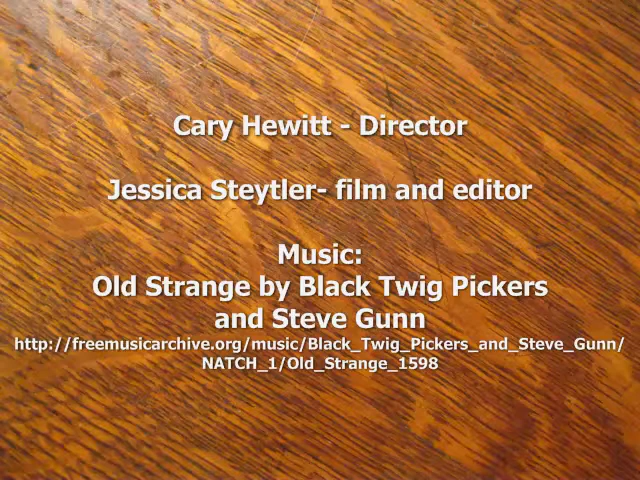 Cary Hewitt - Director
Jessica Steytler- film and editor
Music:
Old Strange by Black Twig Pickers
and Steve Gunn
http://freemusicarchive.org/music/Black_Twig_Pickers_and_Steve_Gunn/
NATCH_1/Old_Strange_1598